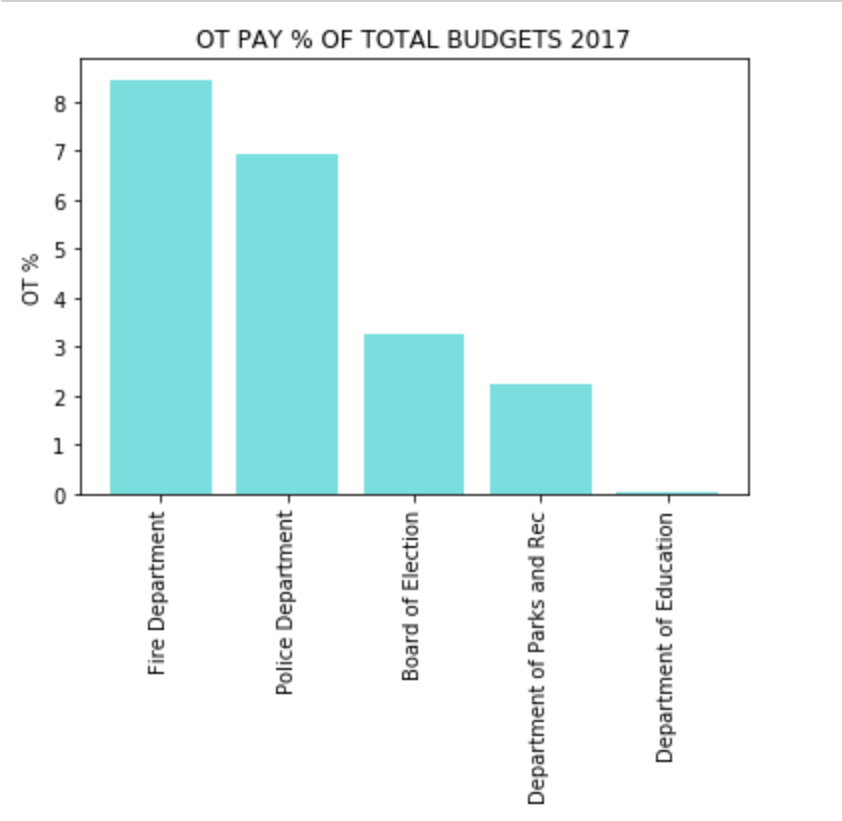 OT PAY % OF TOTAL BUDGETS 2017
OT %
8
7
6
5
4
3
2
1
0
Fire Department
Police Department
Board of Election
Department of Parks and Rec
Department of Education